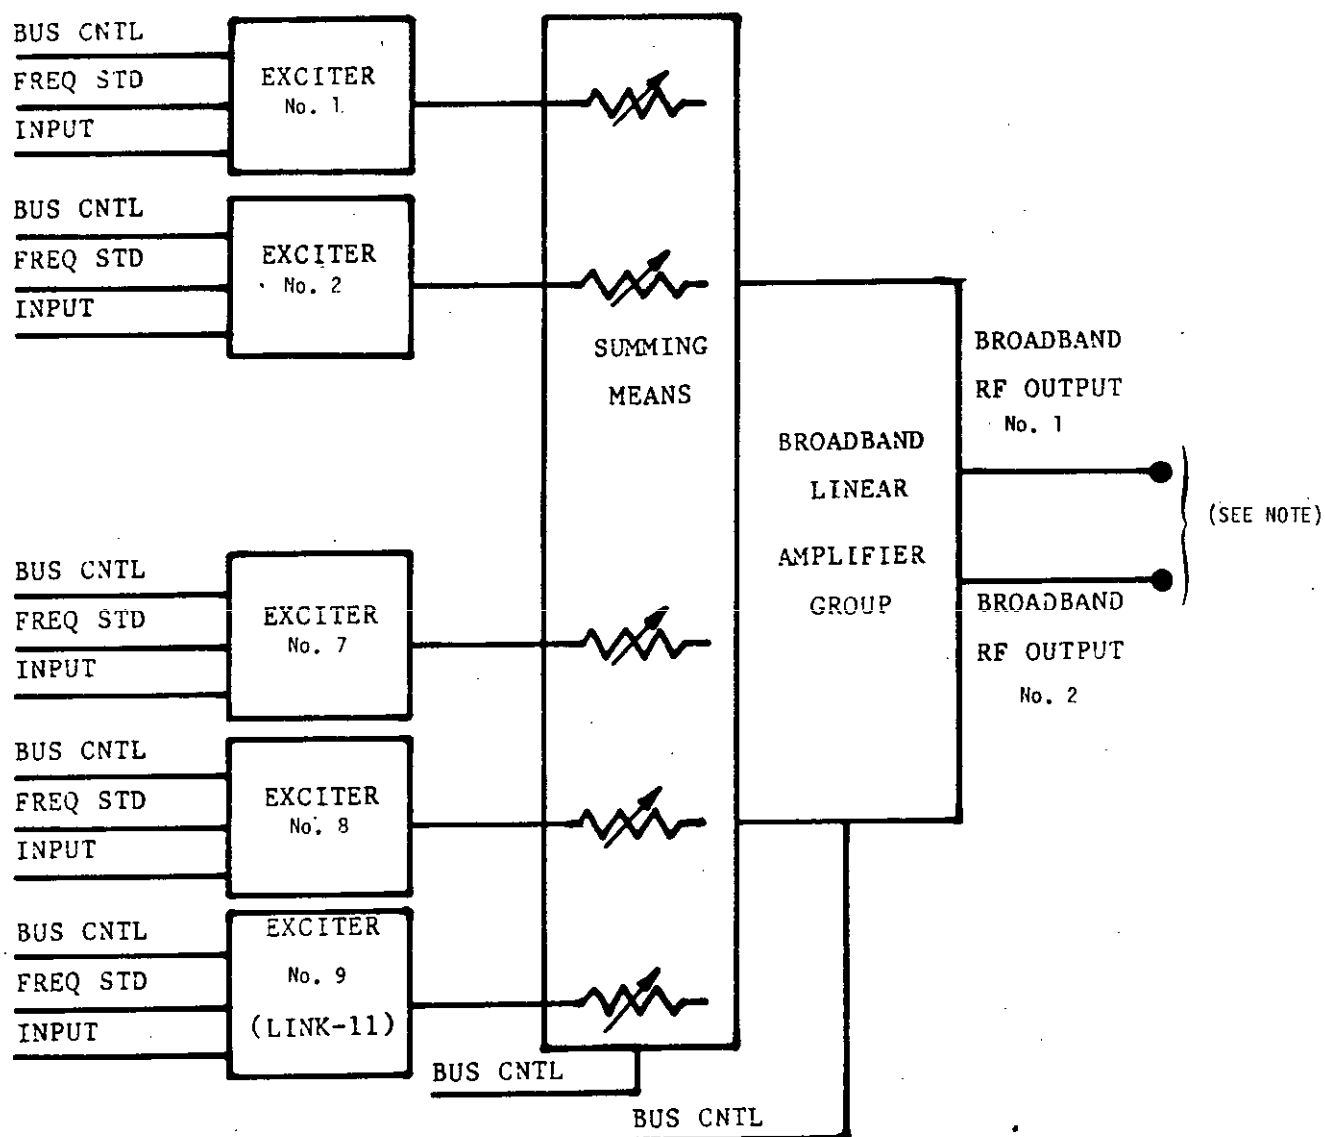 BUS CNTL
FREQ STD
INPUT
EXCITER
No. 1
BUS CNTL
FREQ STD
INPUT
EXCITER
No. 2
SUMMING
MEANS
BROADBAND
LINEAR
AMPLIFIER
GROUP
BROADBAND
RF OUTPUT
No. 1
(SEE NOTE)
BROADBAND
RF OUTPUT
No. 2
BUS CNTL
FREQ STD
INPUT
EXCITER
No. 7
BUS CNTL
FREQ STD
INPUT
EXCITER
No. 8
BUS CNTL
FREQ STD
INPUT
EXCITER
No. 9
(LINK-11)
BUS CNTL
BUS CNTL